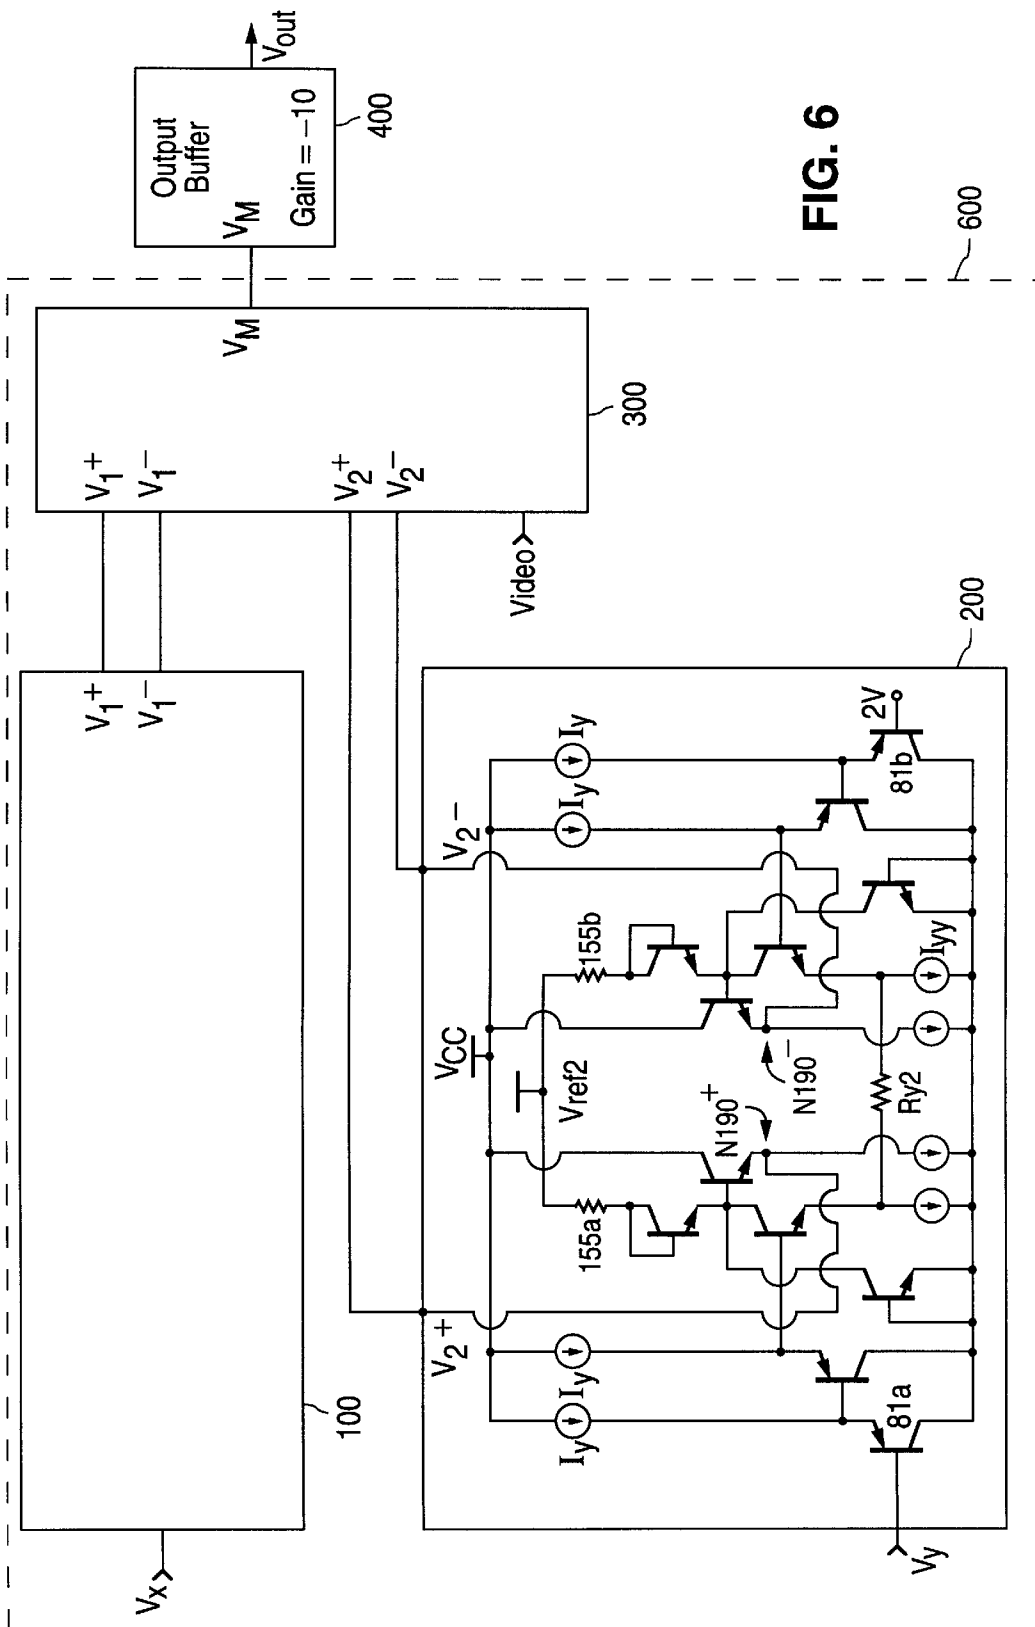 Vx
100
V1+
V1−
V1+
V1−
V2+
V2−
Video
VM
300
VM
Output
Buffer
Gain = −10
400
Vout
FIG. 6
600
200
V2+
VCC
V2−
Iy
Iy
Iy
Iy
Vref2
155a
155b
N190+
N190−
Ry2
Iyy
81a
81b
2V
Vy